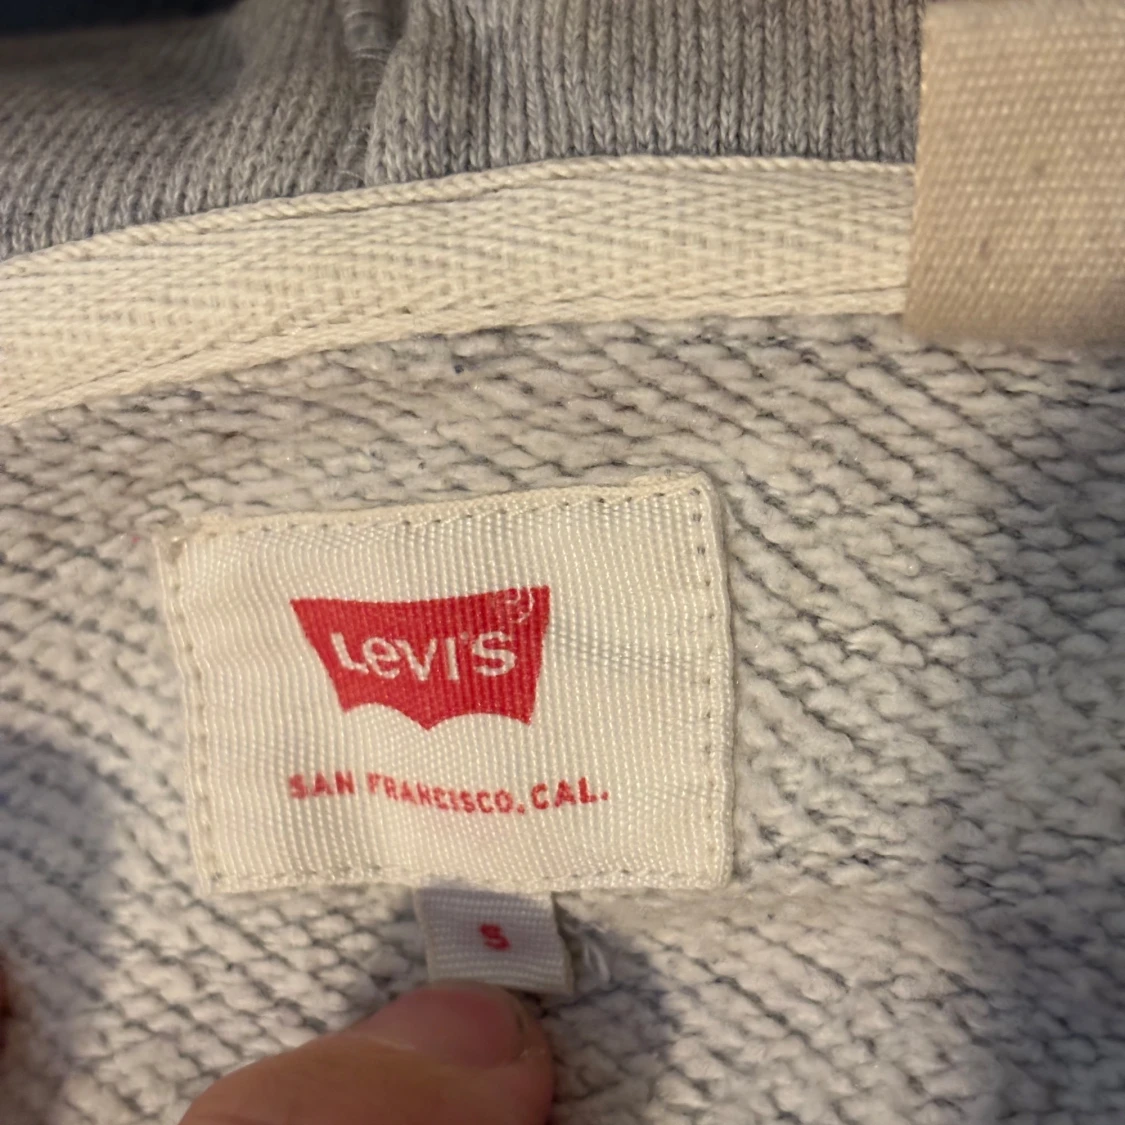 LEVI'S®
SAN FRANCISCO, CAL.
S